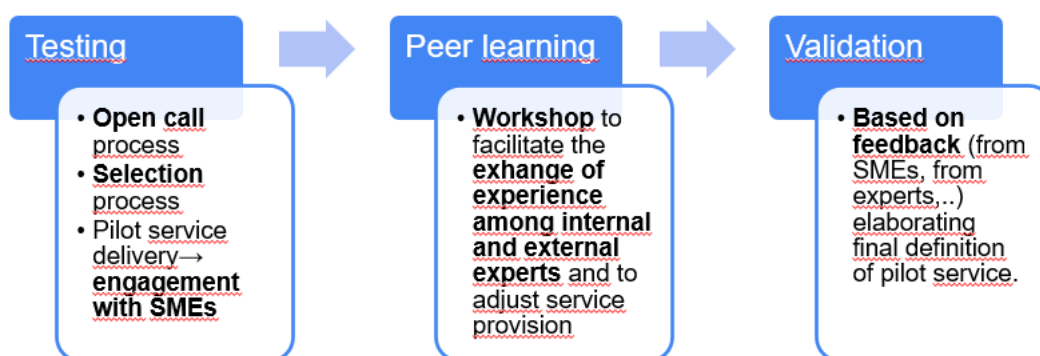 Testing
• Open call
process
• Selection
process
• Pilot service
delivery→
engagement
with SMEs
Peer learning
• Workshop to
facilitate the
exhange of
experience
among internal
and external
experts and to
adjust service
provision
Validation
• Based on
feedback (from
SMEs, from
experts,..)
elaborating
final definition
of pilot service.